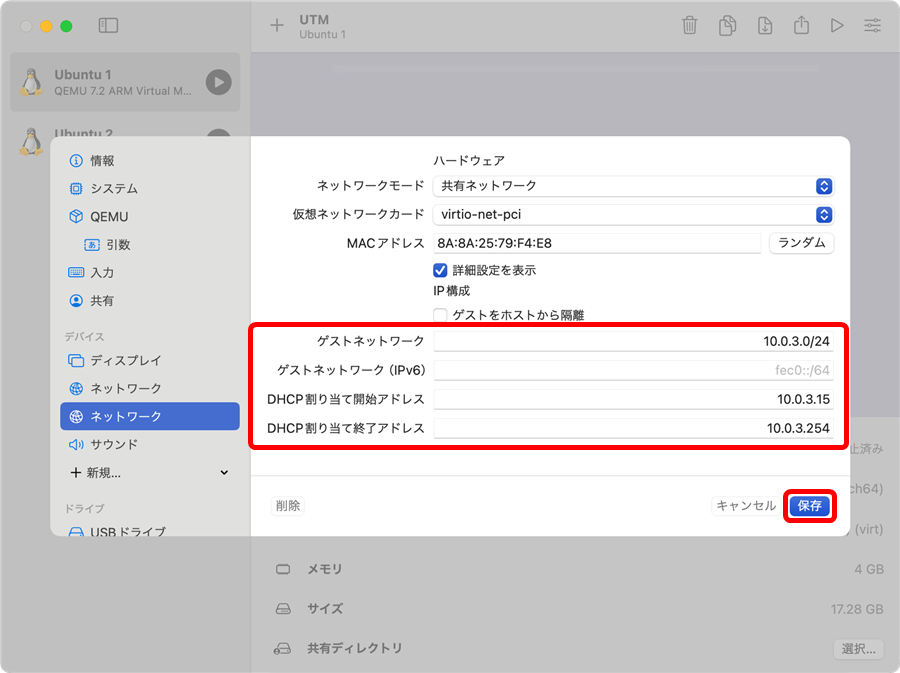 UTM
Ubuntu 1
Ubuntu 1
QEMU 7.2 ARM Virtual M...
Ubuntu 2
情報
システム
QEMU
引数
入力
共有
デバイス
ディスプレイ
ネットワーク
ネットワーク
サウンド
新規...
ドライブ
USBドライブ
ハードウェア
ネットワークモード 共有ネットワーク
仮想ネットワークカード virtio-net-pci
MACアドレス 8A:8A:25:79:F4:E8 ランダム
詳細設定を表示
IP構成
ゲストをホストから隔離
ゲストネットワーク 10.0.3.0/24
ゲストネットワーク（IPv6） fec0::/64
DHCP割り当て開始アドレス 10.0.3.15
DHCP割り当て終了アドレス 10.0.3.254
削除 キャンセル 保存
止済み
ch64)
(virt)
メモリ 4 GB
サイズ 17.28 GB
共有ディレクトリ 選択...